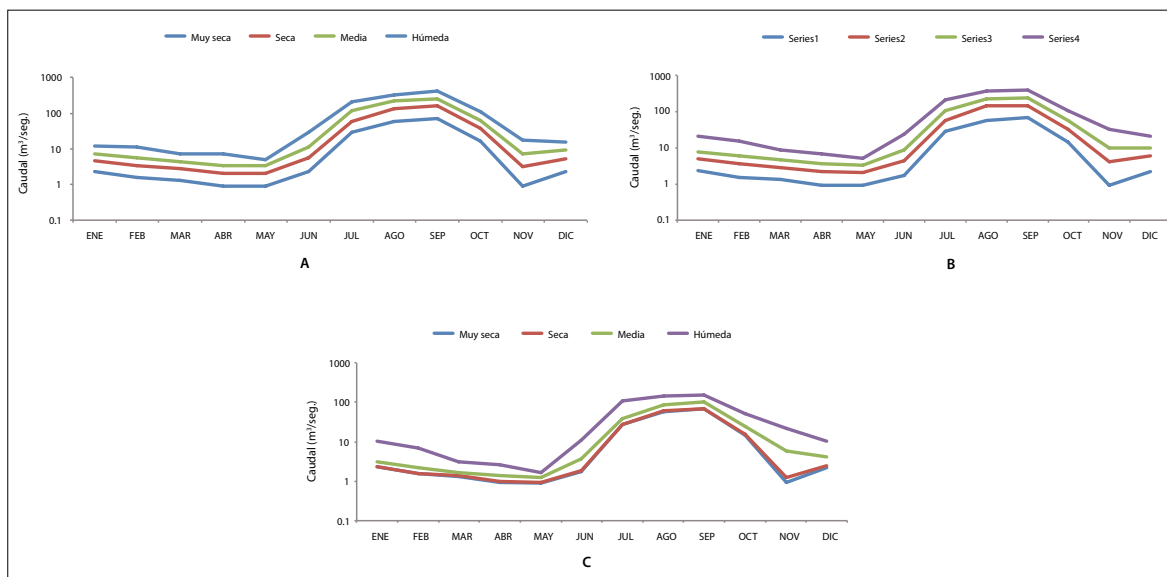 Muy seca Seca Media Húmeda
Caudal (m³/seg.)
1000
100
10
1
0.1
ENE FEB MAR ABR MAY JUN JUL AGO SEP OCT NOV DIC
A
Series1 Series2 Series3 Series4
Caudal (m³/seg.)
1000
100
10
1
0.1
ENE FEB MAR ABR MAY JUN JUL AGO SEP OCT NOV DIC
B
Muy seca Seca Media Húmeda
Caudal (m³/seg.)
1000
100
10
1
0.1
ENE FEB MAR ABR MAY JUN JUL AGO SEP OCT NOV DIC
C